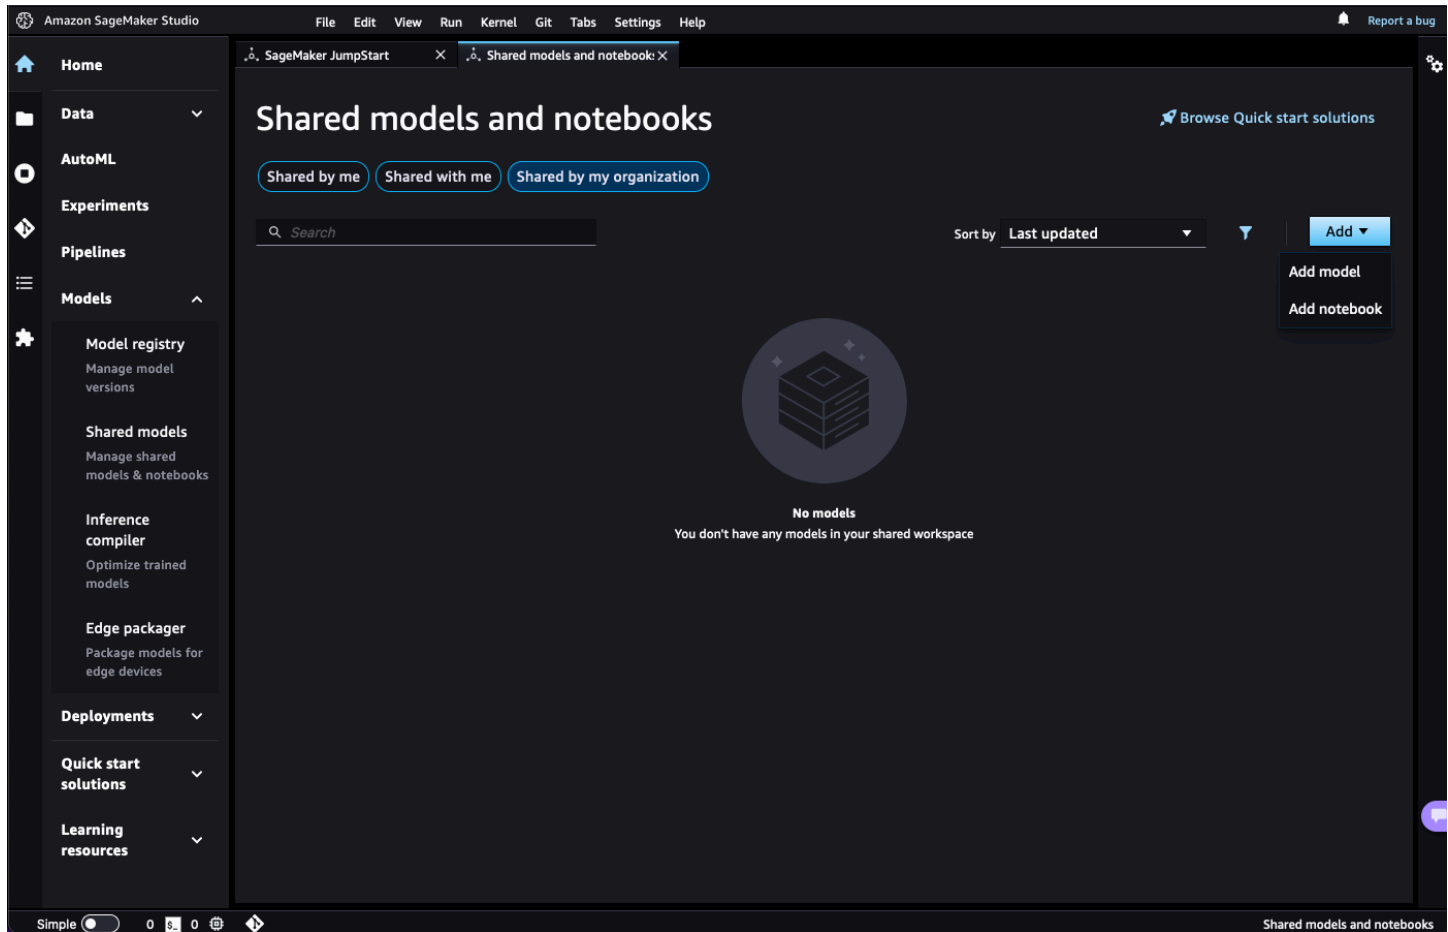 Amazon SageMaker Studio
File Edit View Run Kernel Git Tabs Settings Help
Report a bug
SageMaker JumpStart
Shared models and notebook
Home
Data
AutoML
Experiments
Pipelines
Models
Model registry
Manage model
versions
Shared models
Manage shared
models & notebooks
Inference
compiler
Optimize trained
models
Edge packager
Package models for
edge devices
Deployments
Quick start
solutions
Learning
resources
Shared models and notebooks
Browse Quick start solutions
Shared by me
Shared with me
Shared by my organization
Search
Sort by Last updated
Add
Add model
Add notebook
No models
You don't have any models in your shared workspace
Simple 0 $_ 0
Shared models and notebooks